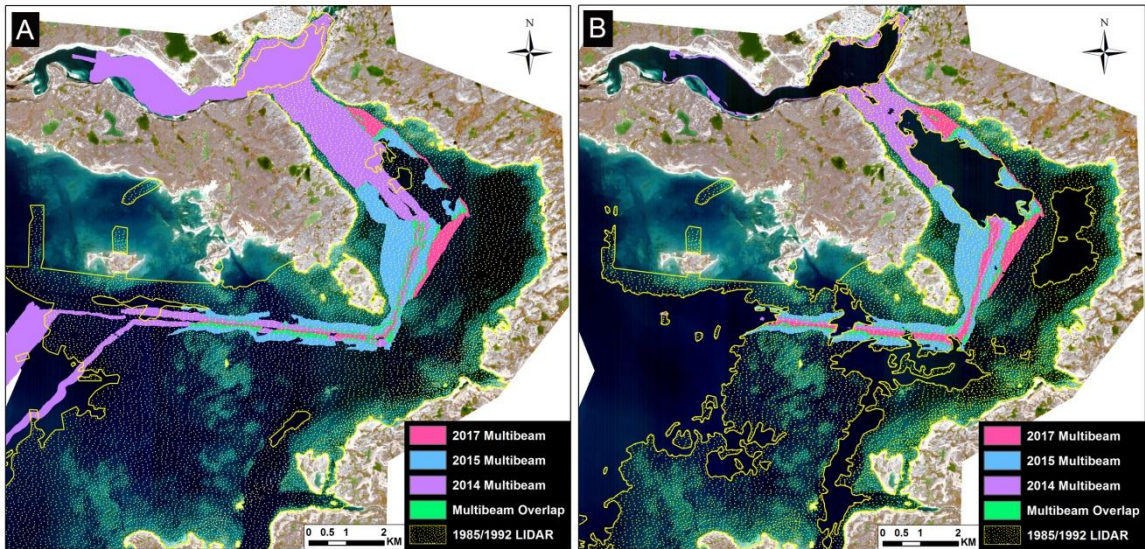 A
N
2017 Multibeam
2015 Multibeam
2014 Multibeam
Multibeam Overlap
1985/1992 LIDAR
0 0.5 1 2
KM
B
N
2017 Multibeam
2015 Multibeam
2014 Multibeam
Multibeam Overlap
1985/1992 LIDAR
0 0.5 1 2
KM